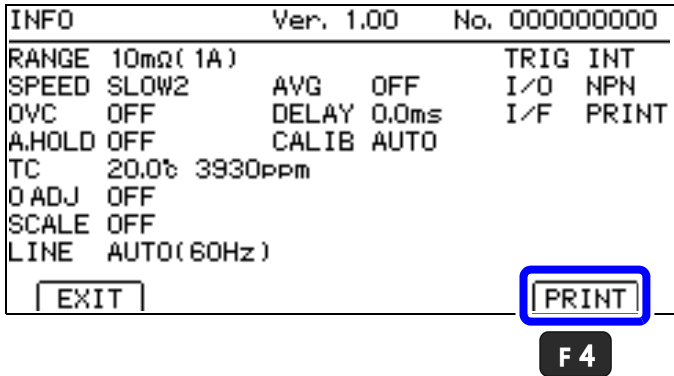 INFO Ver. 1.00 No. 000000000
RANGE 10mΩ( 1A) TRIG INT
SPEED SLOW2 AVG OFF I/O NPN
OVC OFF DELAY 0.0ms I/F PRINT
A.HOLD OFF CALIB AUTO
TC 20.0℃ 3930ppm
0 ADJ OFF
SCALE OFF
LINE AUTO(60Hz)
EXIT PRINT
F 4